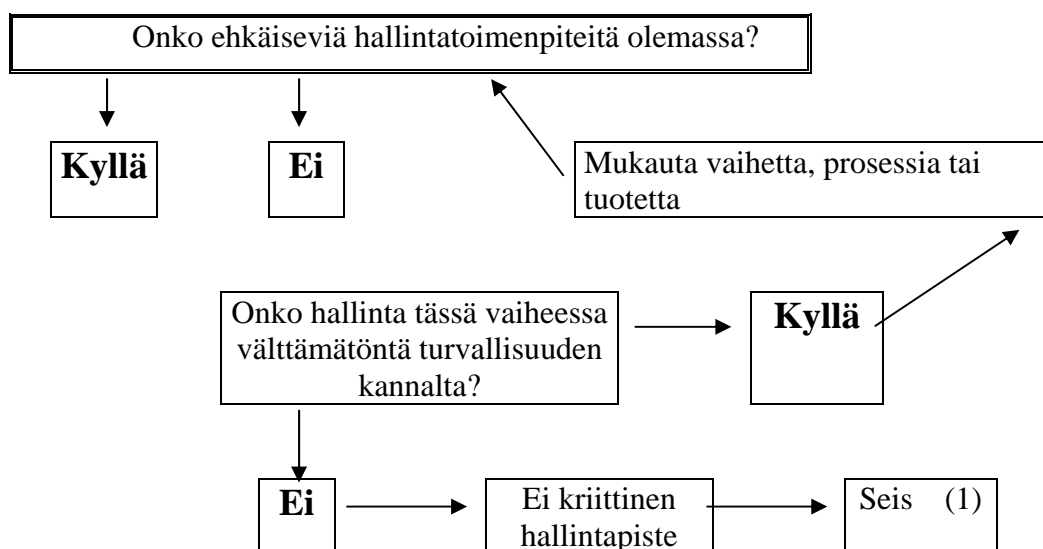 Onko ehkäiseviä hallintatoimenpiteitä olemassa?
Kyllä
Ei
Mukauta vaihetta, prosessia tai
tuotetta
Onko hallinta tässä vaiheessa
välttämätöntä turvallisuuden
kannalta?
Kyllä
Ei
Ei kriittinen
hallintapiste
Seis (1)